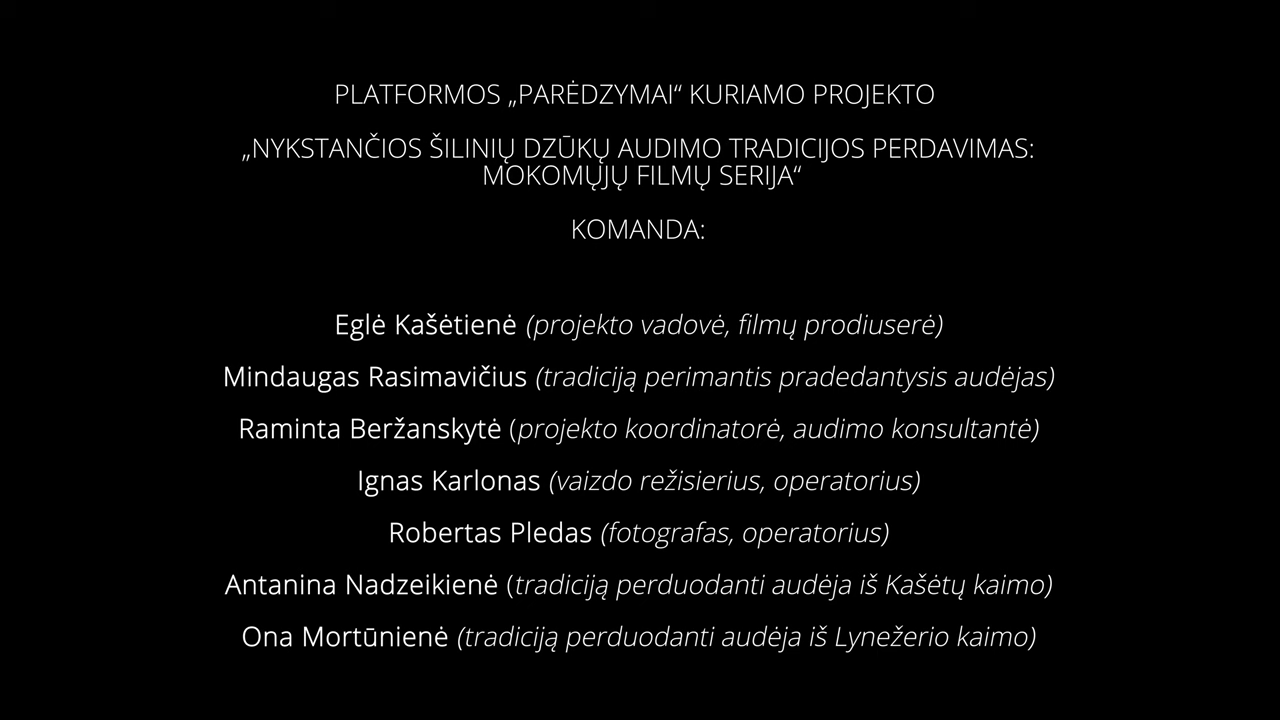 PLATFORMOS „PARĖDZYMAI“ KURIAMO PROJEKTO
„NYKSTANČIOS ŠILINIŲ DZŪKŲ AUDIMO TRADICIJOS PERDAVIMAS:
MOKOMŲJŲ FILMŲ SERIJA“
KOMANDA:
Eglė Kašėtienė (projekto vadovė, filmų prodiuserė)
Mindaugas Rasimavičius (tradiciją perimantis pradedantysis audėjas)
Raminta Beržanskytė (projekto koordinatorė, audimo konsultantė)
Ignas Karlonas (vaizdo režisierius, operatorius)
Robertas Pledas (fotografas, operatorius)
Antanina Nadzeikienė (tradiciją perduodanti audėja iš Kašėtų kaimo)
Ona Mortūnienė (tradiciją perduodanti audėja iš Lynežerio kaimo)